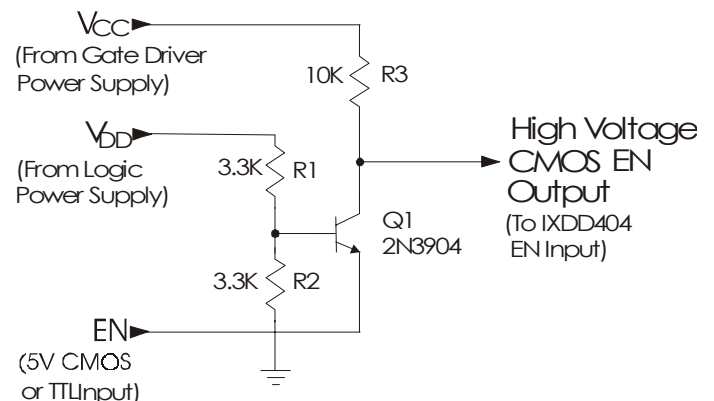 VCC
(From Gate Driver
Power Supply)
10K
R3
VDD
(From Logic
Power Supply)
3.3K
R1
High Voltage
CMOS EN
Output
(To IXDD404
EN Input)
Q1
2N3904
3.3K
R2
EN
(5V CMOS
or TTLInput)